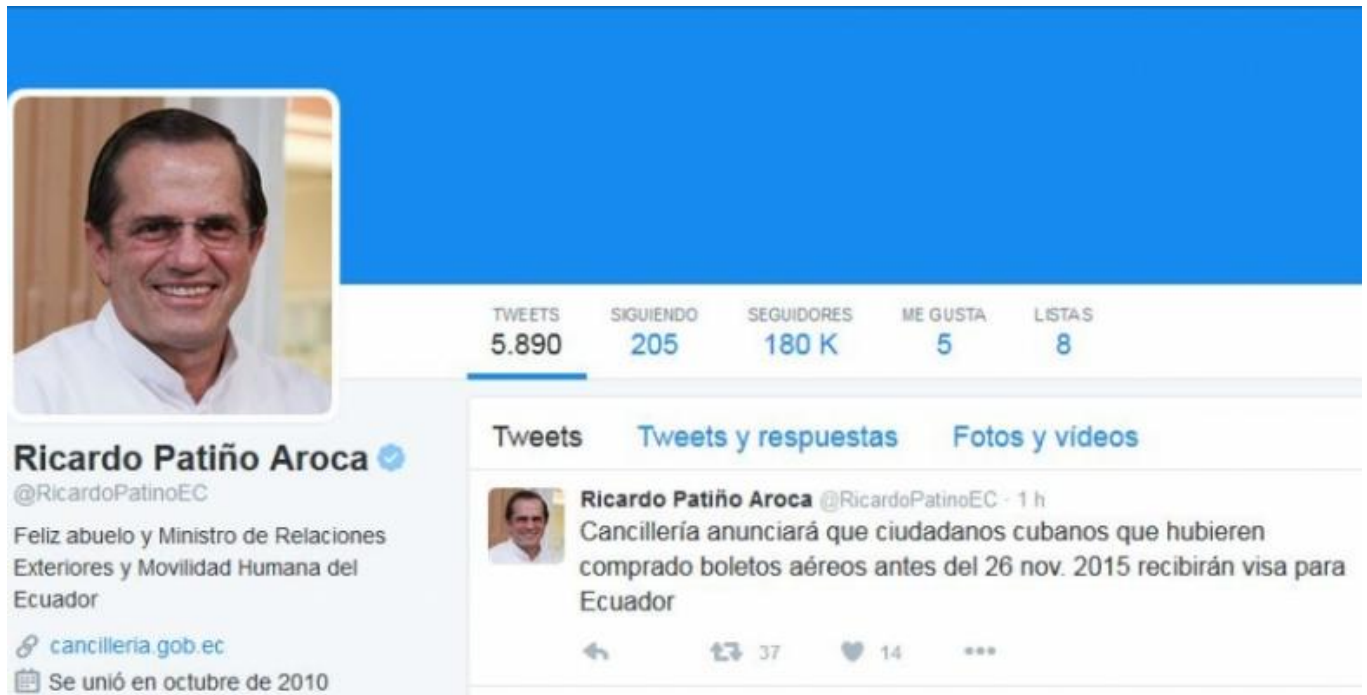 TWEETS SIGUIENDO SEGUIDORES ME GUSTA LISTAS
5.890 205 180 K 5 8
Ricardo Patiño Aroca
@RicardoPatinoEC
Feliz abuelo y Ministro de Relaciones
Exteriores y Movilidad Humana del
Ecuador
cancilleria.gob.ec
Se unió en octubre de 2010
Tweets Tweets y respuestas Fotos y vídeos
Ricardo Patiño Aroca @RicardoPatinoEC · 1 h
Cancillería anunciará que ciudadanos cubanos que hubieren
comprado boletos aéreos antes del 26 nov. 2015 recibirán visa para
Ecuador
37 14